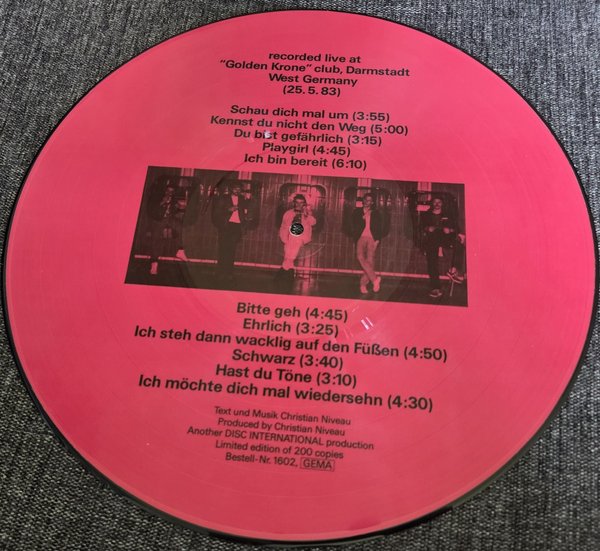 recorded live at
"Golden Krone" club, Darmstadt
West Germany
(25. 5. 83)
Schau dich mal um (3:55)
Kennst du nicht den Weg (5:00)
Du bist gefährlich (3:15)
Playgirl (4:45)
Ich bin bereit (6:10)
Bitte geh (4:45)
Ehrlich (3:25)
Ich steh dann wacklig auf den Füßen (4:50)
Schwarz (3:40)
Hast du Töne (3:10)
Ich möchte dich mal wiedersehn (4:30)
Text und Musik Christian Niveau
Produced by Christian Niveau
Another DISC INTERNATIONAL production
Limited edition of 200 copies
Bestell-Nr. 1602, GEMA